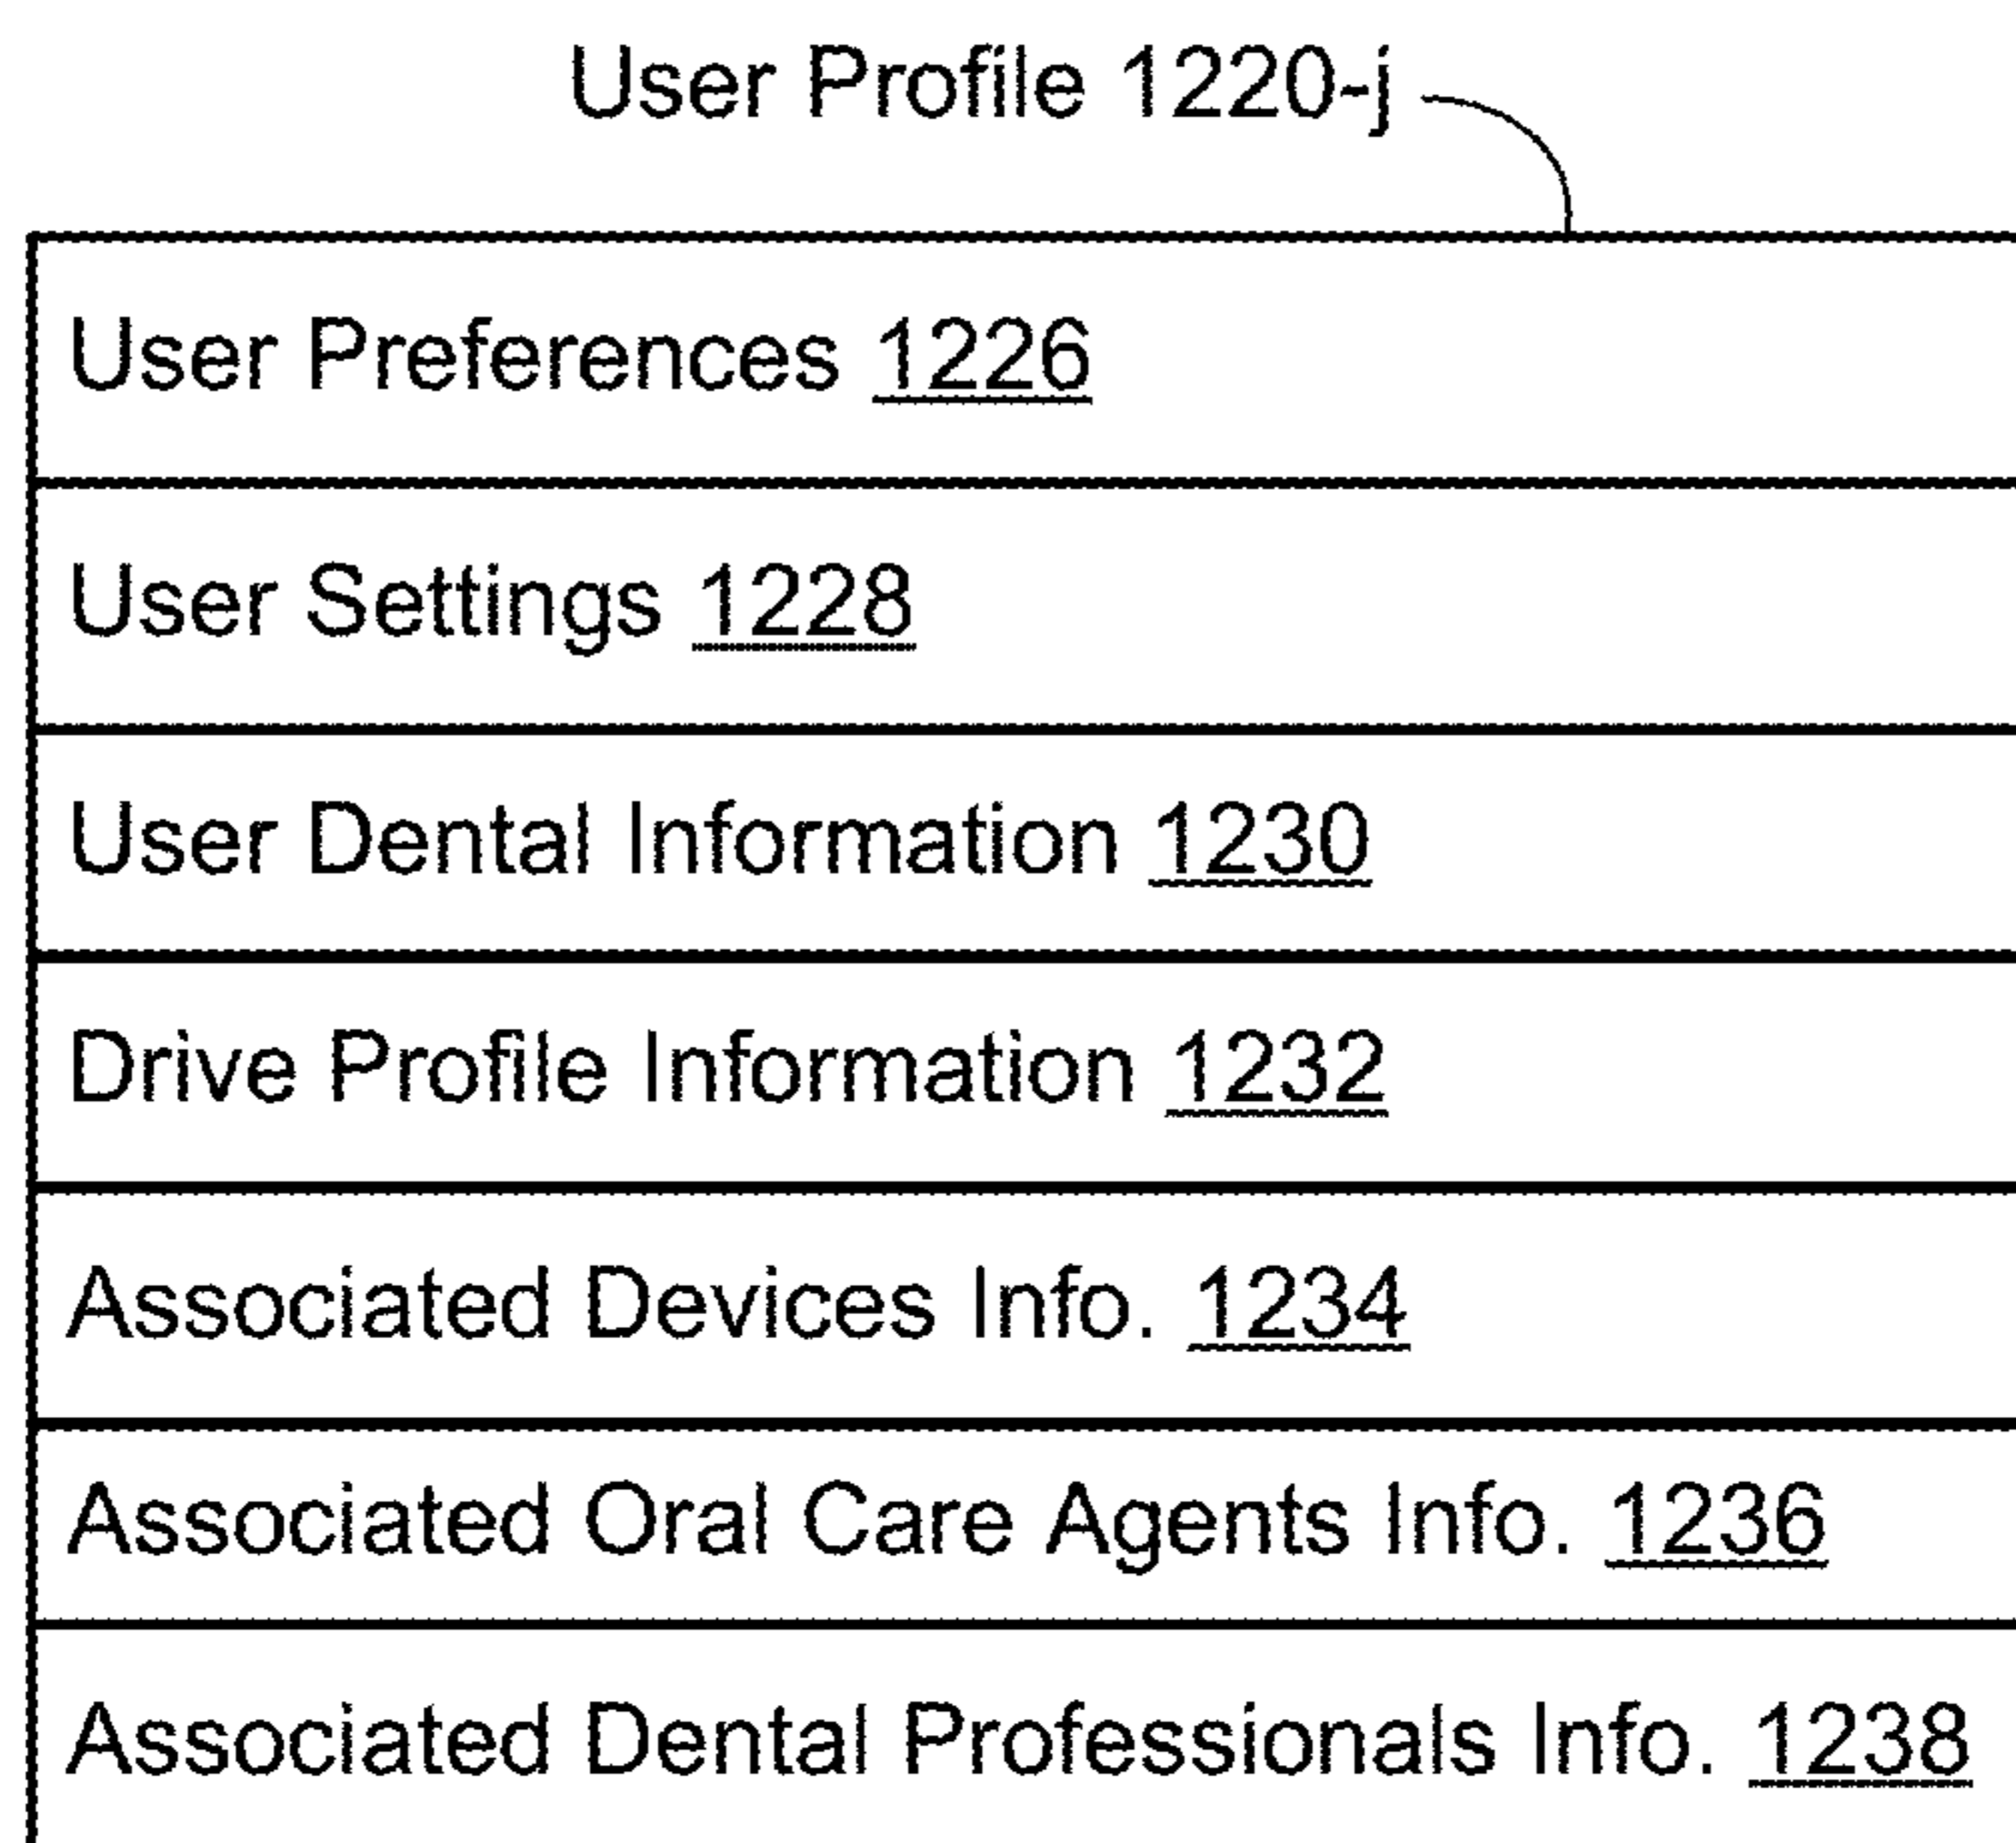 User Profile 1220-j
User Preferences 1226
User Settings 1228
User Dental Information 1230
Drive Profile Information 1232
Associated Devices Info. 1234
Associated Oral Care Agents Info. 1236
Associated Dental Professionals Info. 1238